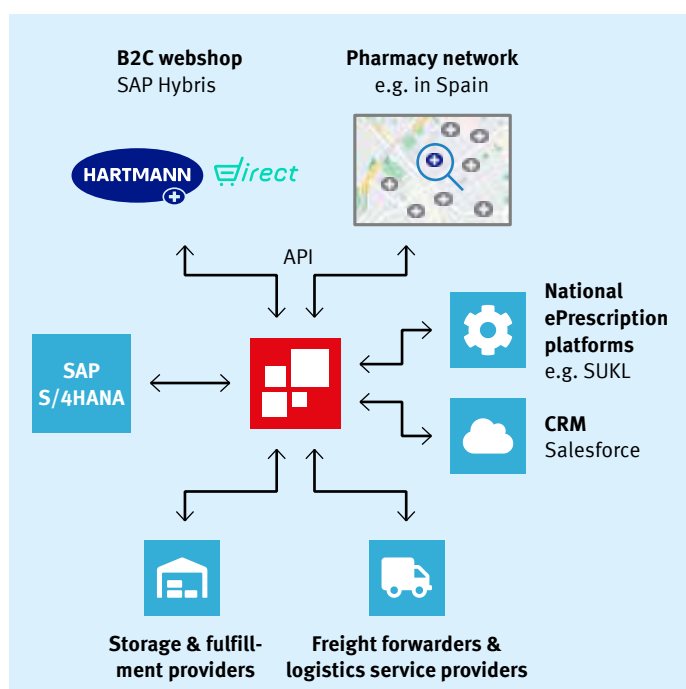 B2C webshop
SAP Hybris
Pharmacy network
e.g. in Spain
HARTMANN
direct
API
National
ePrescription
platforms
e.g. SUKL
SAP
S/4HANA
CRM
Salesforce
Storage & fulfill-
ment providers
Freight forwarders &
logistics service providers